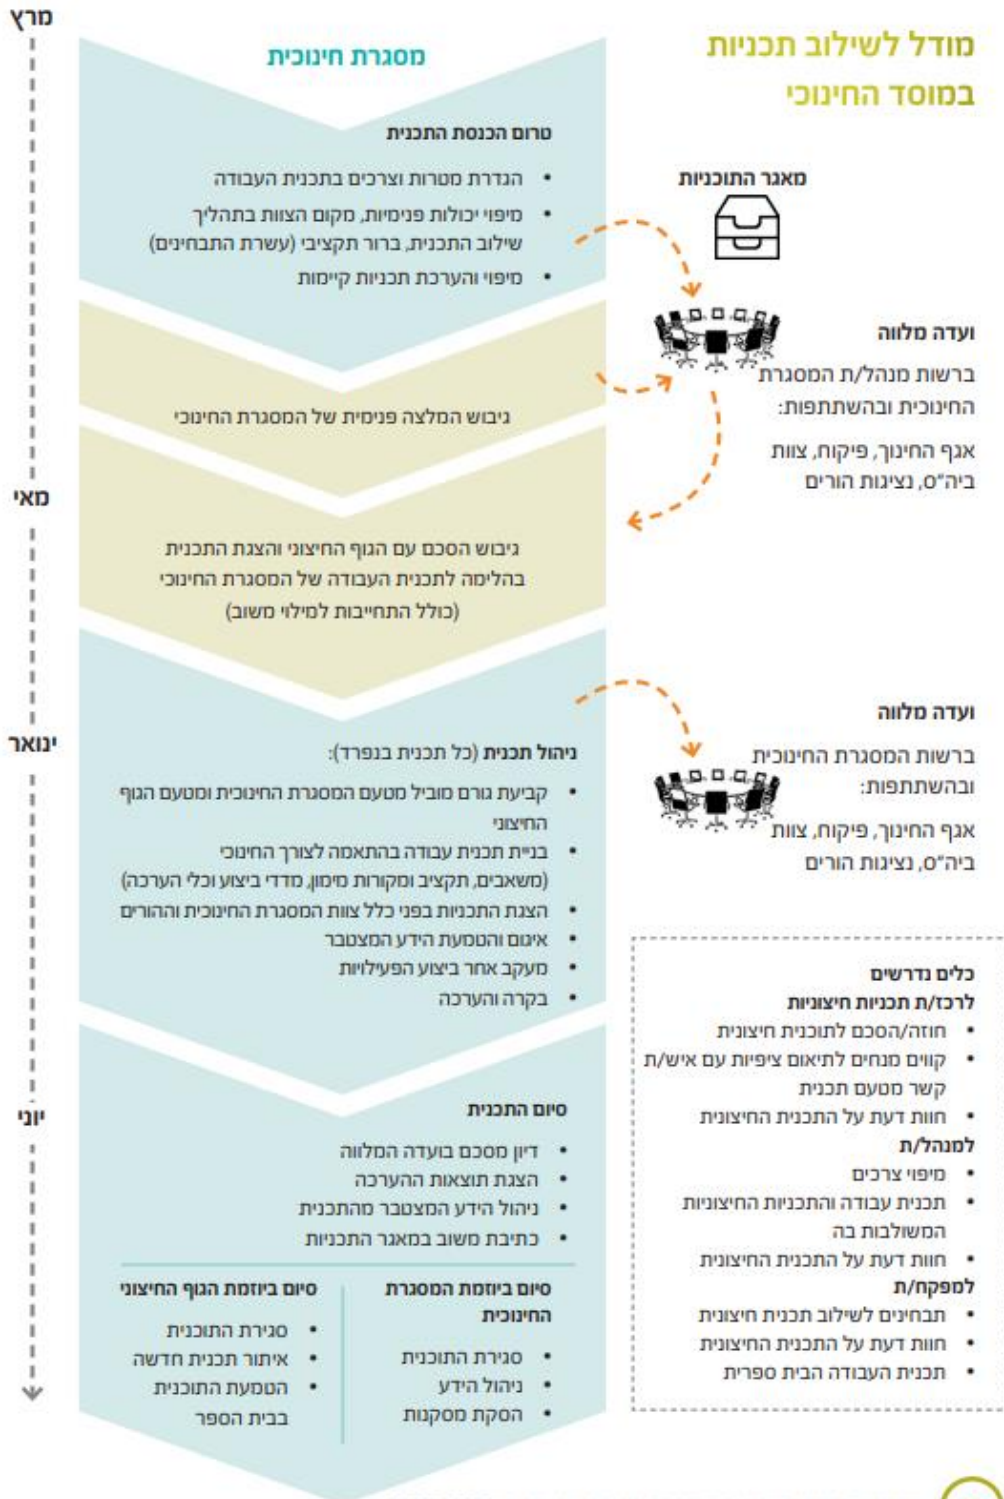 מודל לשילוב תכניות
במוסד החינוכי
מרץ
מאי
ינואר
יוני
מסגרת חינוכית
טרום הכנסת התכנית
• הגדרת מטרות וצרכים בתכנית העבודה
• מיפוי יכולות פנימיות, מקום הצוות בתהליך
שילוב התכנית, ברור תקציבי (עשרת התבחינים)
• מיפוי והערכת תכניות קיימות
מאגר התוכניות
ועדה מלווה
ברשות מנהל/ת המסגרת
החינוכית ובהשתתפות:
אגף החינוך, פיקוח, צוות
ביה"ס, נציגות הורים
גיבוש המלצה פנימית של המסגרת החינוכי
גיבוש הסכם עם הגוף החיצוני והצגת התכנית
בהלימה לתכנית העבודה של המסגרת החינוכי
(כולל התחייבות למילוי משוב)
ועדה מלווה
ברשות המסגרת החינוכית
ובהשתתפות:
אגף החינוך, פיקוח, צוות
ביה"ס, נציגות הורים
ניהול תכנית (כל תכנית בנפרד):
• קביעת גורם מוביל מטעם המסגרת החינוכית ומטעם הגוף
החיצוני
• בניית תכנית עבודה בהתאמה לצורך החינוכי
(משאבים, תקציב ומקורות מימון, מדדי ביצוע וכלי הערכה)
• הצגת התכניות בפני כלל צוות המסגרת החינוכית וההורים
• איגום והטמעת הידע המצטבר
• מעקב אחר ביצוע הפעילויות
• בקרה והערכה
סיום התכנית
• דיון מסכם בועדה המלווה
• הצגת תוצאות ההערכה
• ניהול הידע המצטבר מהתכנית
• כתיבת משוב במאגר התכניות
סיום ביוזמת המסגרת
החינוכית
• סגירת התוכנית
• ניהול הידע
• הסקת מסקנות
סיום ביוזמת הגוף החיצוני
• סגירת התוכנית
• איתור תכנית חדשה
• הטמעת התוכנית
בבית הספר
כלים נדרשים
לרכז/ת תכניות חיצוניות
• חוזה/הסכם לתוכנית חיצונית
• קווים מנחים לתיאום ציפיות עם איש/ת
קשר מטעם תכנית
• חוות דעת על התכנית החיצונית
למנהל/ת
• מיפוי צרכים
• תכנית עבודה והתכניות החיצוניות
המשולבות בה
• חוות דעת על התכנית החיצונית
למפקח/ת
• תבחינים לשילוב תכנית חיצונית
• חוות דעת על התכנית החיצונית
• תכנית העבודה הבית ספרית